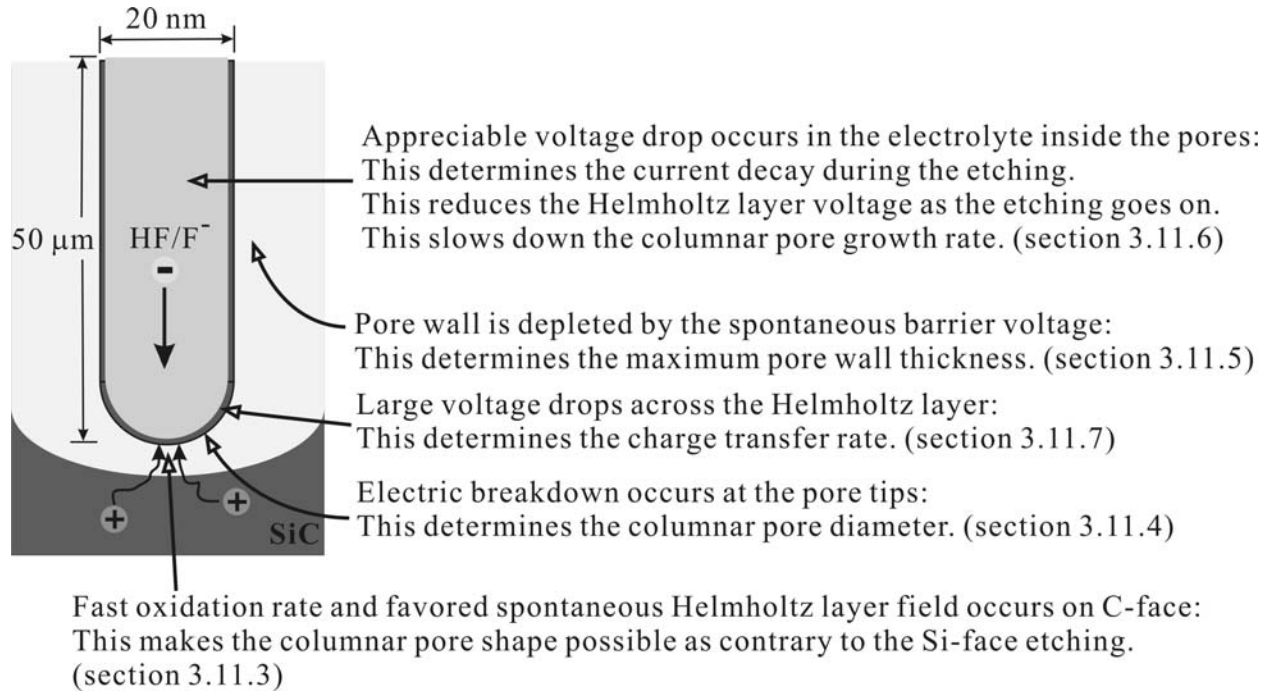 20 nm
Appreciable voltage drop occurs in the electrolyte inside the pores:
This determines the current decay during the etching.
This reduces the Helmholtz layer voltage as the etching goes on.
This slows down the columnar pore growth rate. (section 3.11.6)
50 µm
HF/F⁻
-
Pore wall is depleted by the spontaneous barrier voltage:
This determines the maximum pore wall thickness. (section 3.11.5)
Large voltage drops across the Helmholtz layer:
This determines the charge transfer rate. (section 3.11.7)
Electric breakdown occurs at the pore tips:
This determines the columnar pore diameter. (section 3.11.4)
+
+
SiC
Fast oxidation rate and favored spontaneous Helmholtz layer field occurs on C-face:
This makes the columnar pore shape possible as contrary to the Si-face etching.
(section 3.11.3)